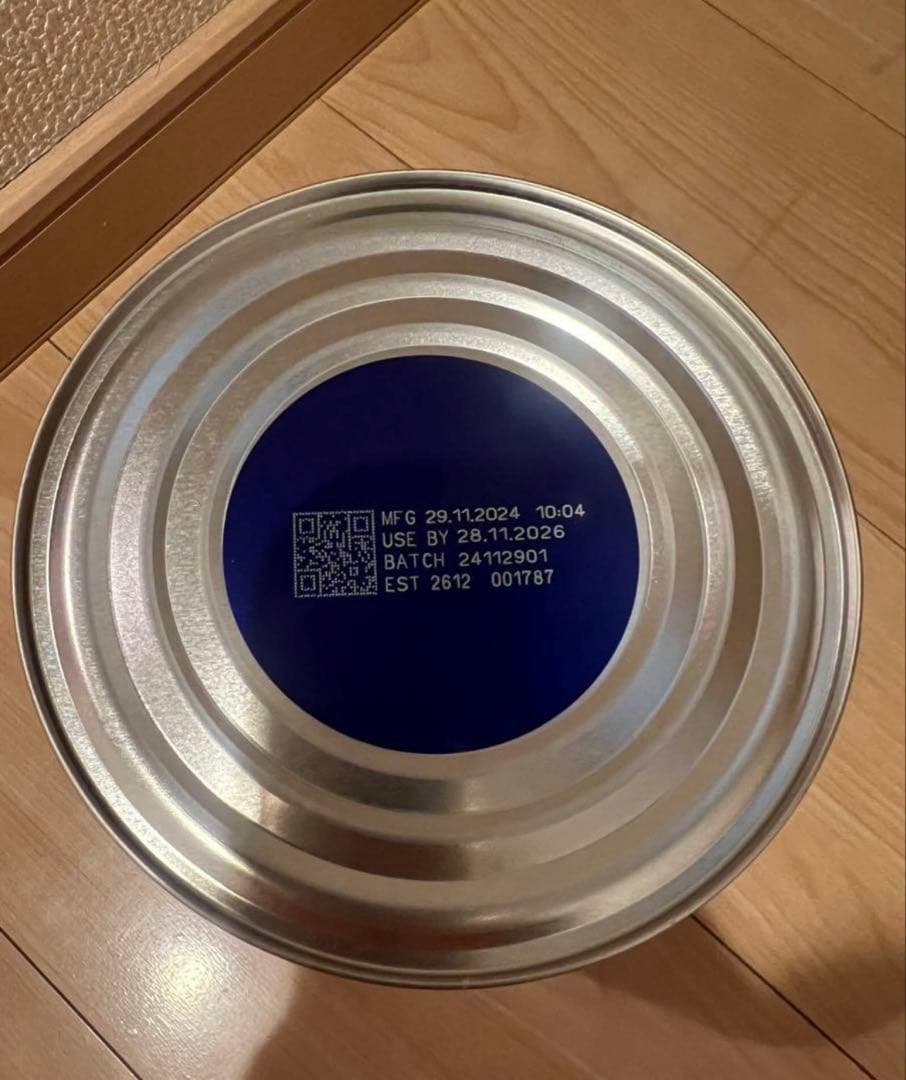 MFG 29.11.2024 10:04
USE BY 28.11.2026
BATCH 24112901
EST 2612 001787